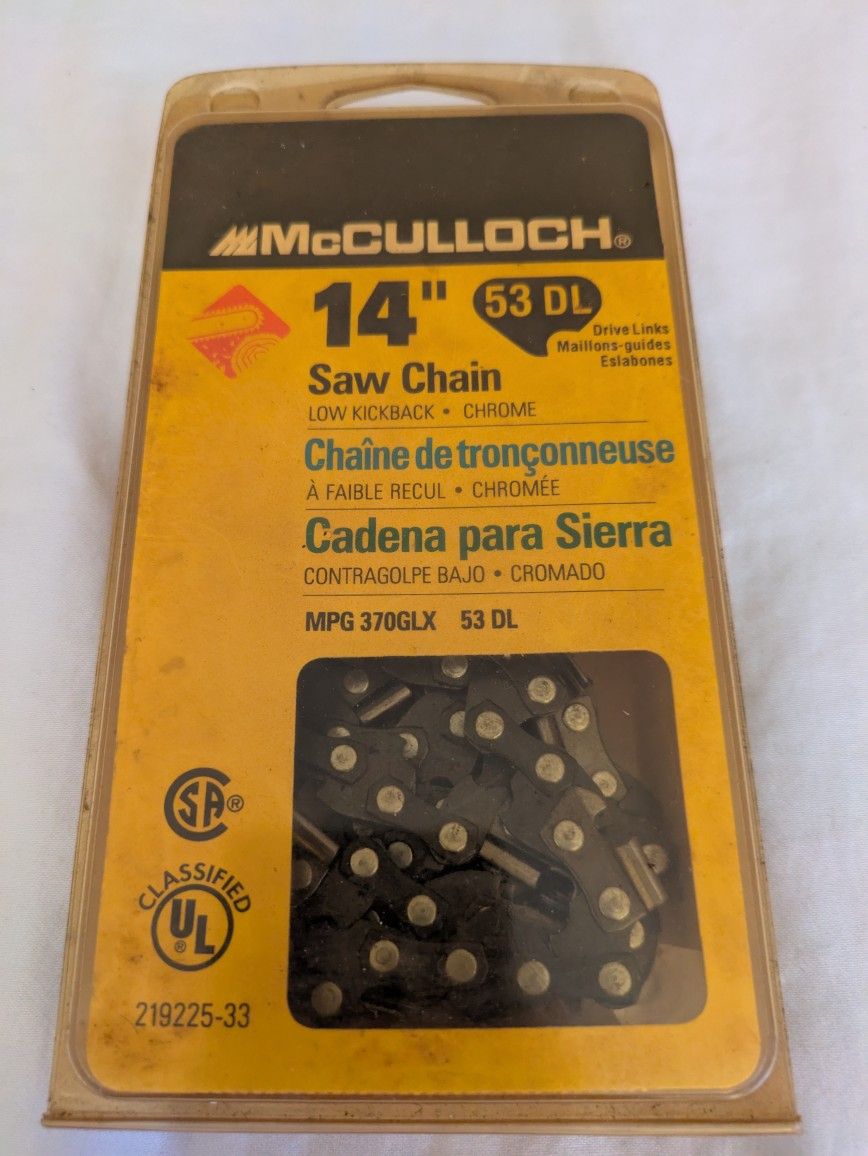 McCULLOCH®
14"
53 DL
Drive Links
Maillons-guides
Eslabones
Saw Chain
LOW KICKBACK • CHROME
Chaîne de tronçonneuse
À FAIBLE RECUL • CHROMÉE
Cadena para Sierra
CONTRAGOLPE BAJO • CROMADO
MPG 370GLX 53 DL
CSA®
CLASSIFIED
UL®
219225-33